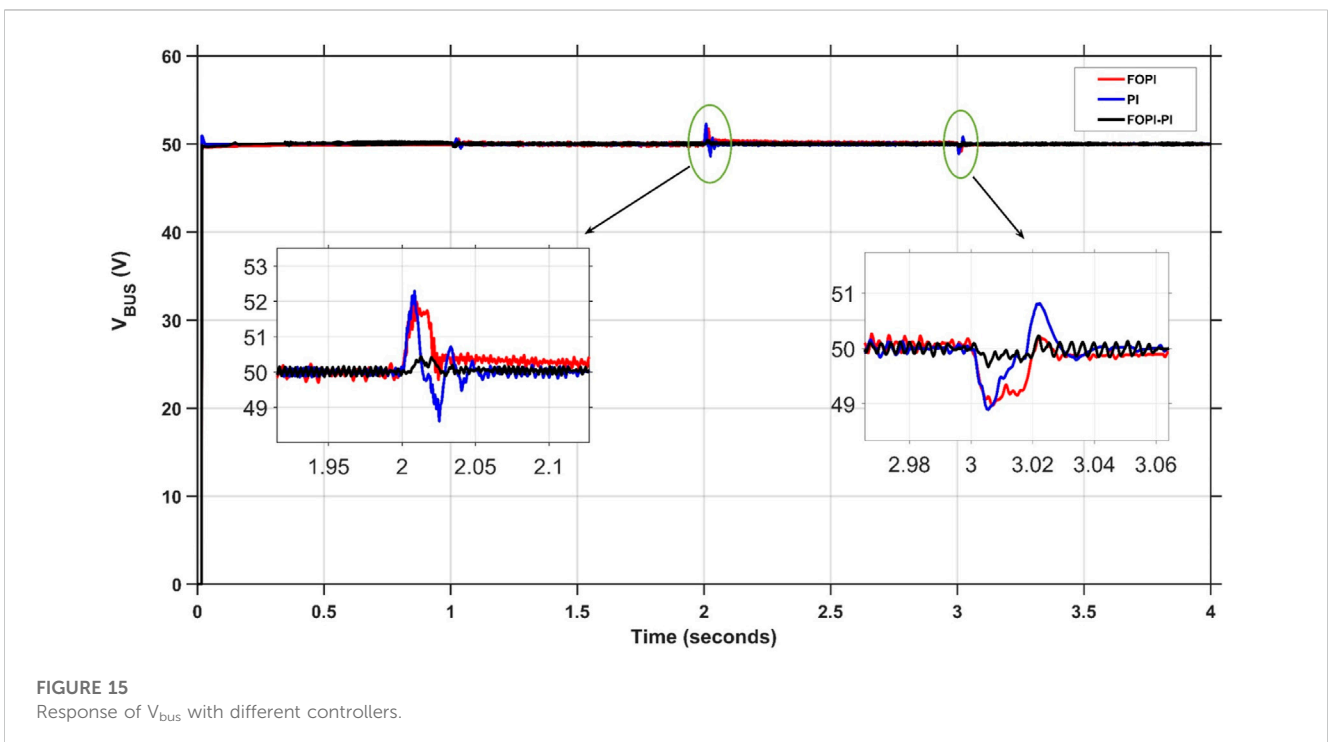 60
50
40
30
20
10
0
V_BUS (V)
FOPI
PI
FOPI-PI
53
52
51
50
49
1.95 2 2.05 2.1
51
50
49
2.98 3 3.02 3.04 3.06
0 0.5 1 1.5 2 2.5 3 3.5 4
Time (seconds)
FIGURE 15
Response of V_bus with different controllers.